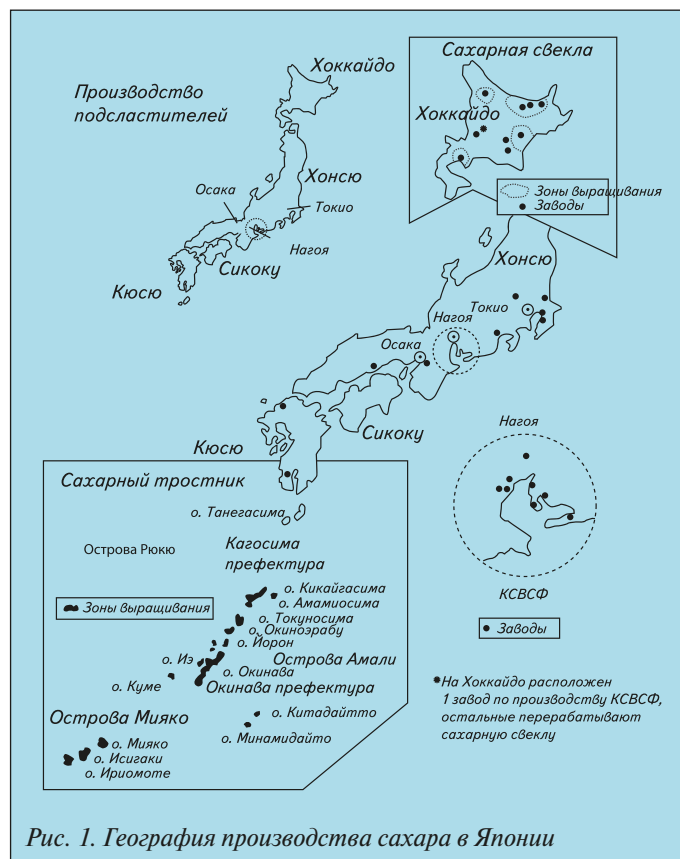 Хоккайдо
Производство
подсластителей
Хонсю
Осака
Токио
Нагоя
Сикоку
Кюсю
Сахарная свекла
Хоккайдо
Зоны выращивания
Заводы
Хонсю
Токио
Нагоя
Осака
Сикоку
Кюсю
Сахарный тростник
о. Танегасима
Острова Рюкю
Кагосима
префектура
Зоны выращивания
о. Кикайгасима
о. Амамиосима
о. Токуносима
о. Окиноэрабу
о. Йорон
о. Иэ
Острова Амали
о. Окинава
о. Куме
Окинава префектура
Острова Мияко
о. Китадайтто
о. Минамидайто
о. Мияко
о. Исигаки
о. Ириомоте
Нагоя
КСВСФ
Заводы
*На Хоккайдо расположен
1 завод по производству КСВСФ,
остальные перерабатывают
сахарную свеклу
Рис. 1. География производства сахара в Японии